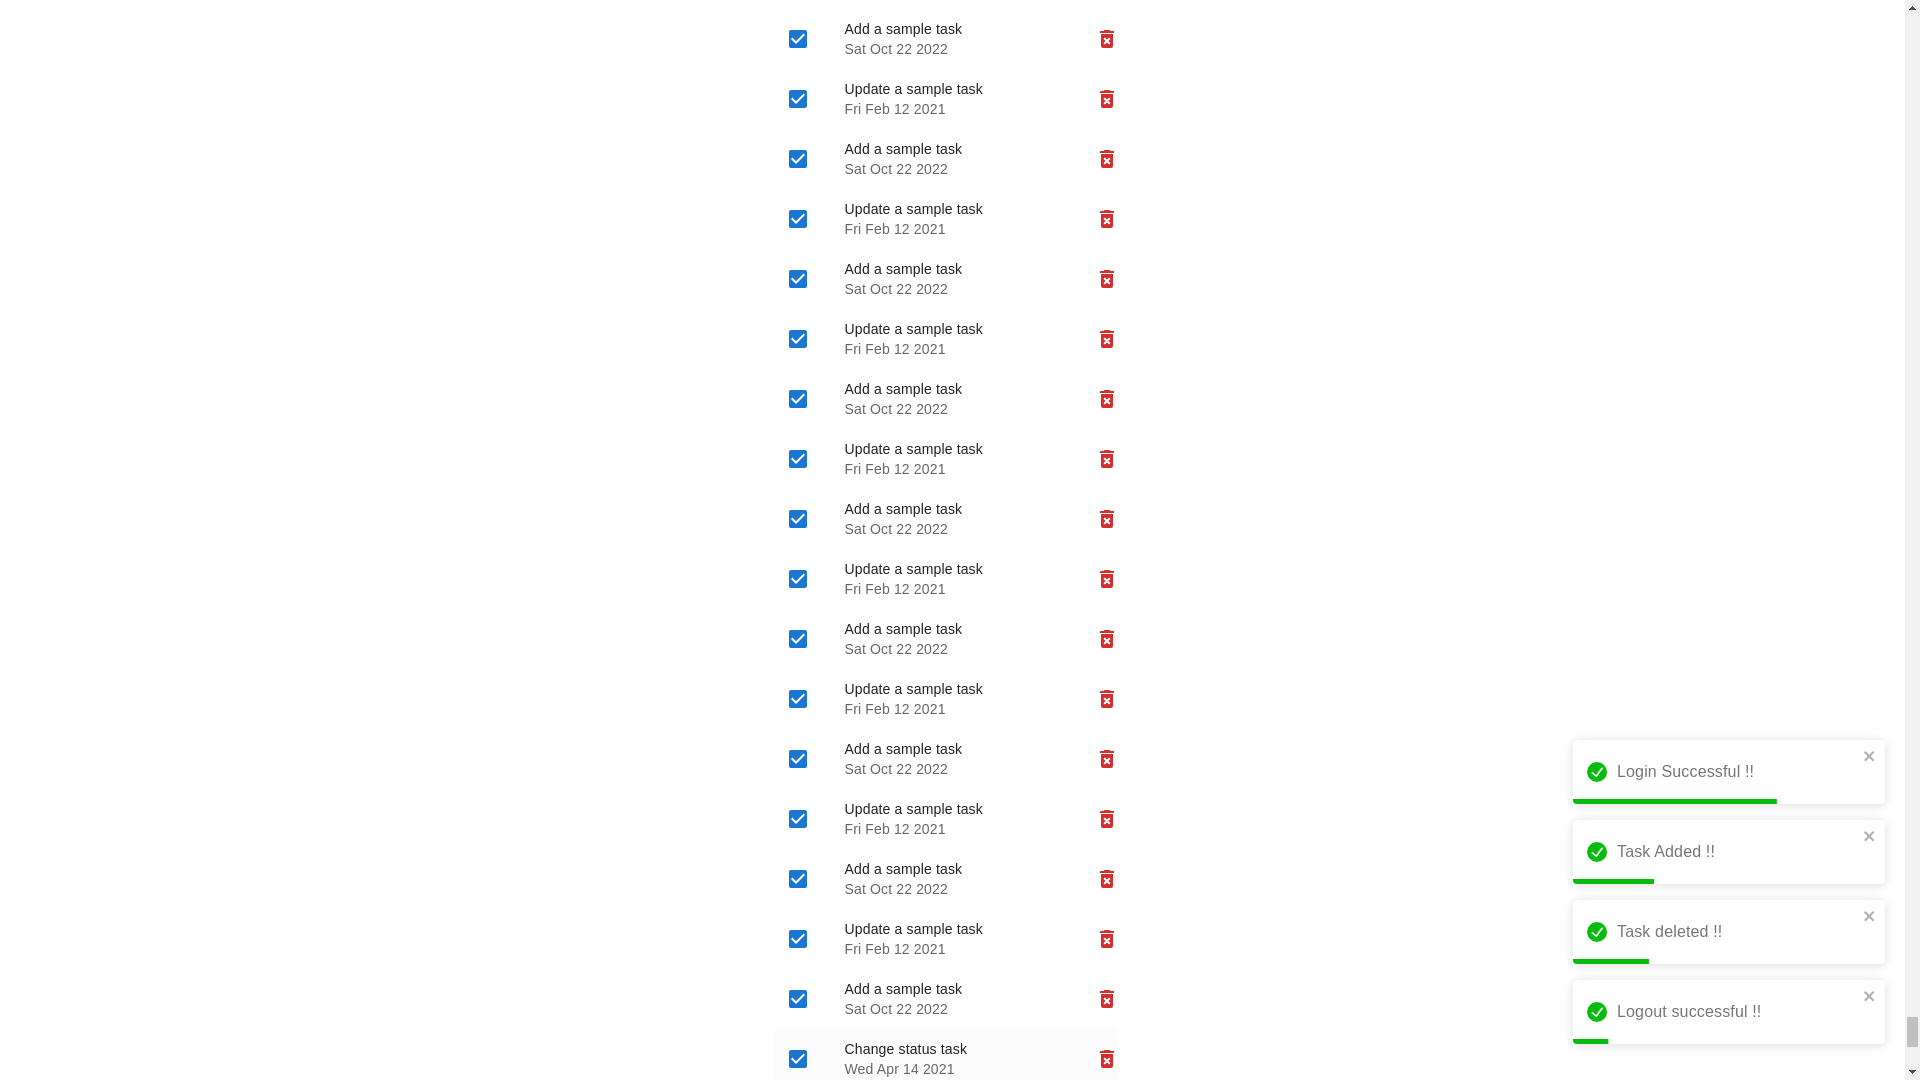 Add a sample task
Sat Oct 22 2022
Update a sample task
Fri Feb 12 2021
Add a sample task
Sat Oct 22 2022
Update a sample task
Fri Feb 12 2021
Add a sample task
Sat Oct 22 2022
Update a sample task
Fri Feb 12 2021
Add a sample task
Sat Oct 22 2022
Update a sample task
Fri Feb 12 2021
Add a sample task
Sat Oct 22 2022
Update a sample task
Fri Feb 12 2021
Add a sample task
Sat Oct 22 2022
Update a sample task
Fri Feb 12 2021
Add a sample task
Sat Oct 22 2022
Update a sample task
Fri Feb 12 2021
Add a sample task
Sat Oct 22 2022
Update a sample task
Fri Feb 12 2021
Add a sample task
Sat Oct 22 2022
Change status task
Wed Apr 14 2021
Login Successful !!
Task Added !!
Task deleted !!
Logout successful !!